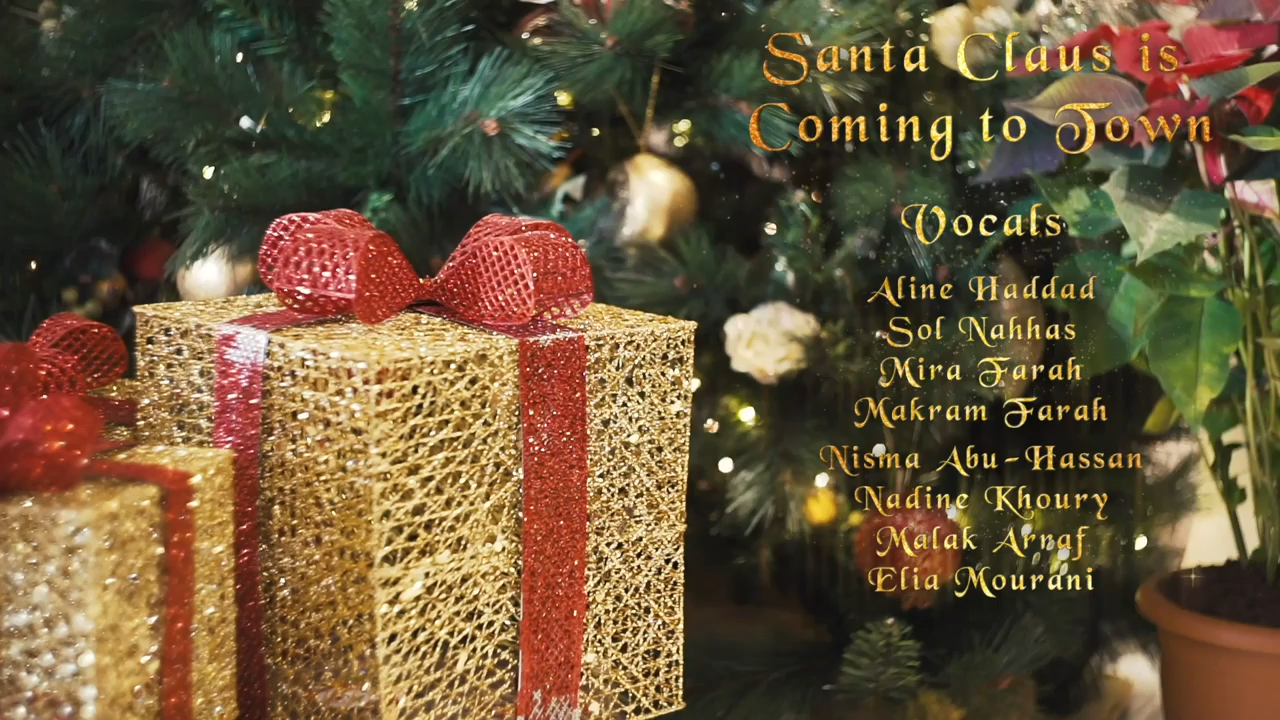 Santa Claus is
Coming to Town
Vocals
Aline Haddad
Sol Nahhas
Mira Farah
Makram Farah
Nisma Abu-Hassan
Nadine Khoury
Malak Arnaf
Elia Mourani